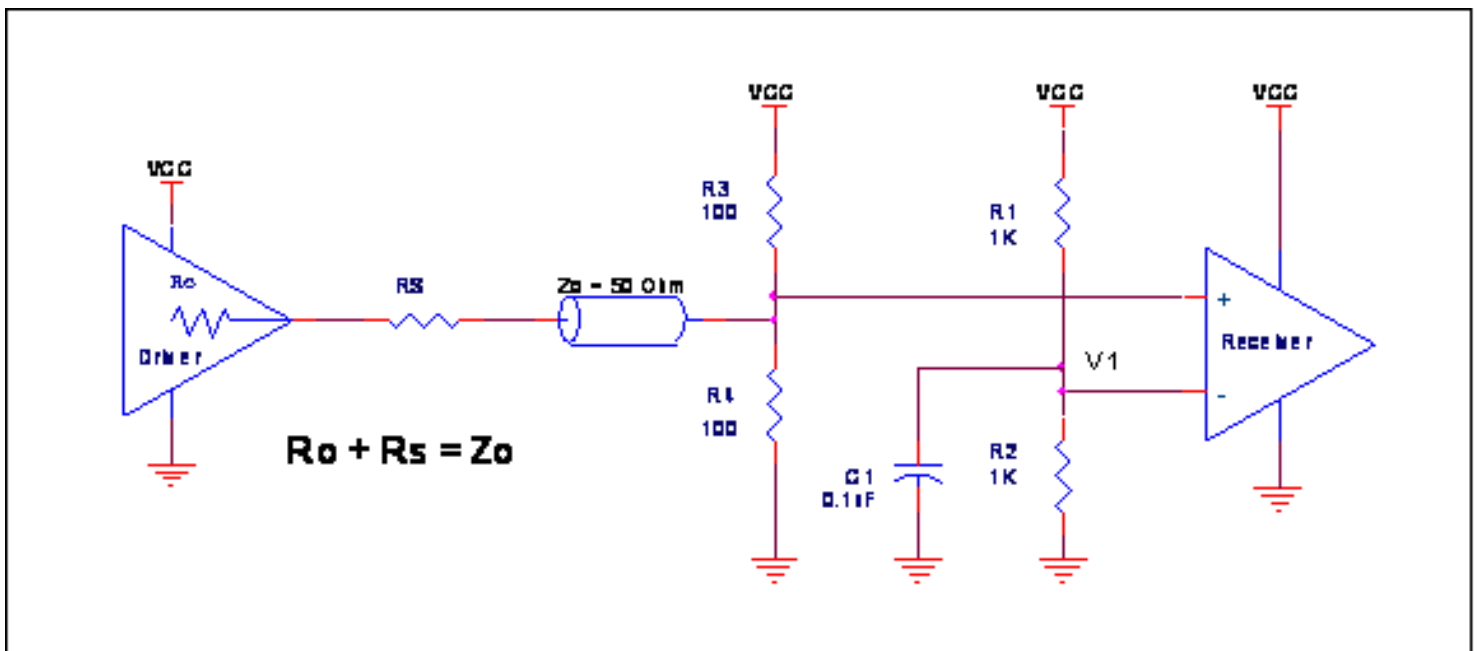 VCC
VCC
VCC
VCC
R3
100
R1
1K
Ro
RS
Zo = 50 Ohm
+
Driver
Receiver
V1
-
R4
100
Ro + Rs = Zo
R2
1K
C1
0.1uF